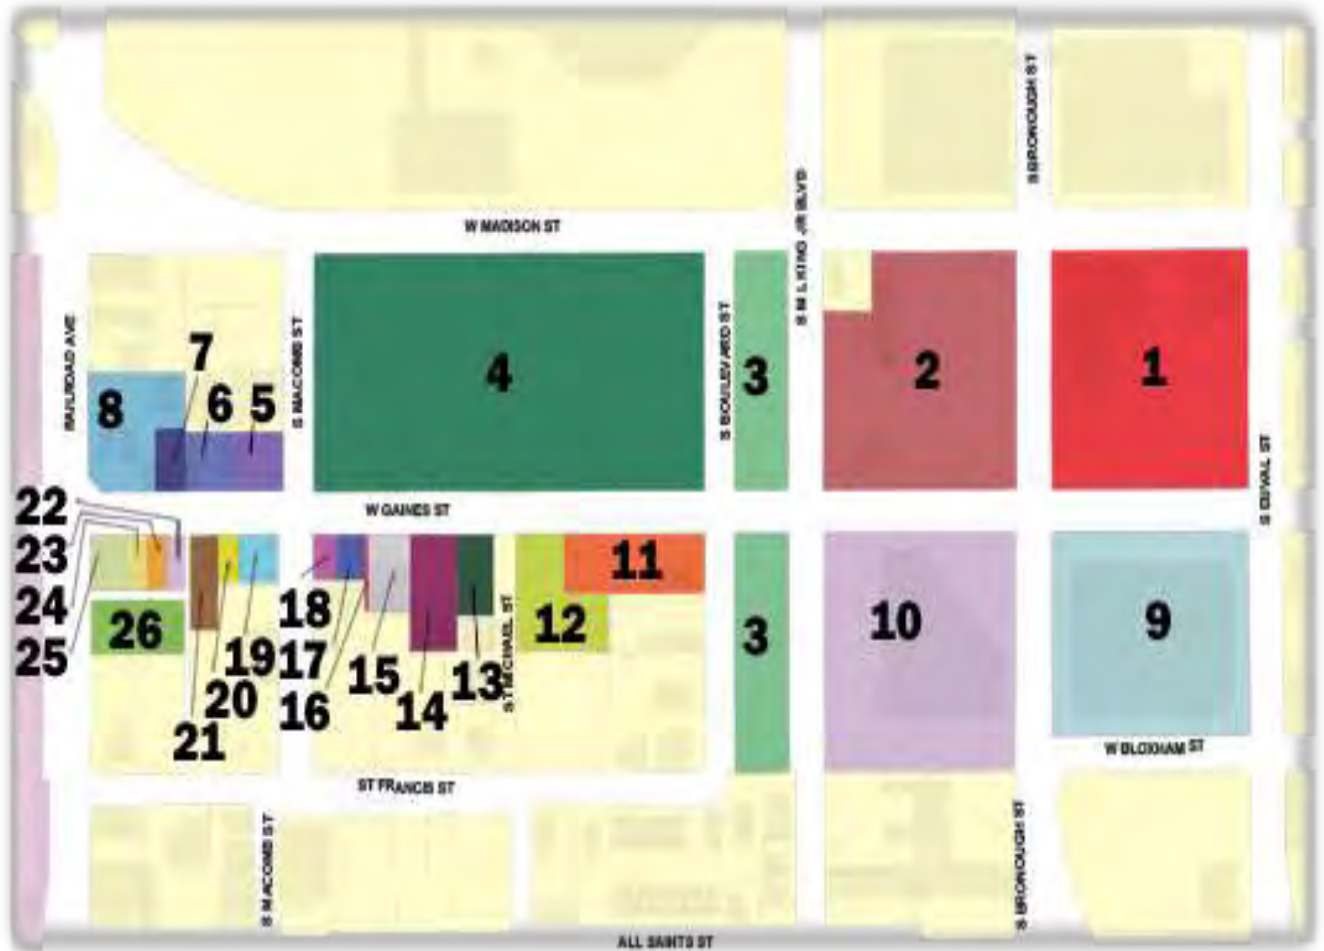 S BRONOUGH ST
S M L KING JR BLVD
W MADISON ST
RAILROAD AVE
S MACOMB ST
S BOULEVARD ST
7
8
6
5
4
3
2
1
S DUVAL ST
22
W GAINES ST
23
24
25
26
18
17
16
19
20
21
15
14
13
ST MICHAEL ST
12
11
3
10
9
W BLOXHAM ST
ST FRANCIS ST
S MACOMB ST
S BRONOUGH ST
ALL SAINTS ST